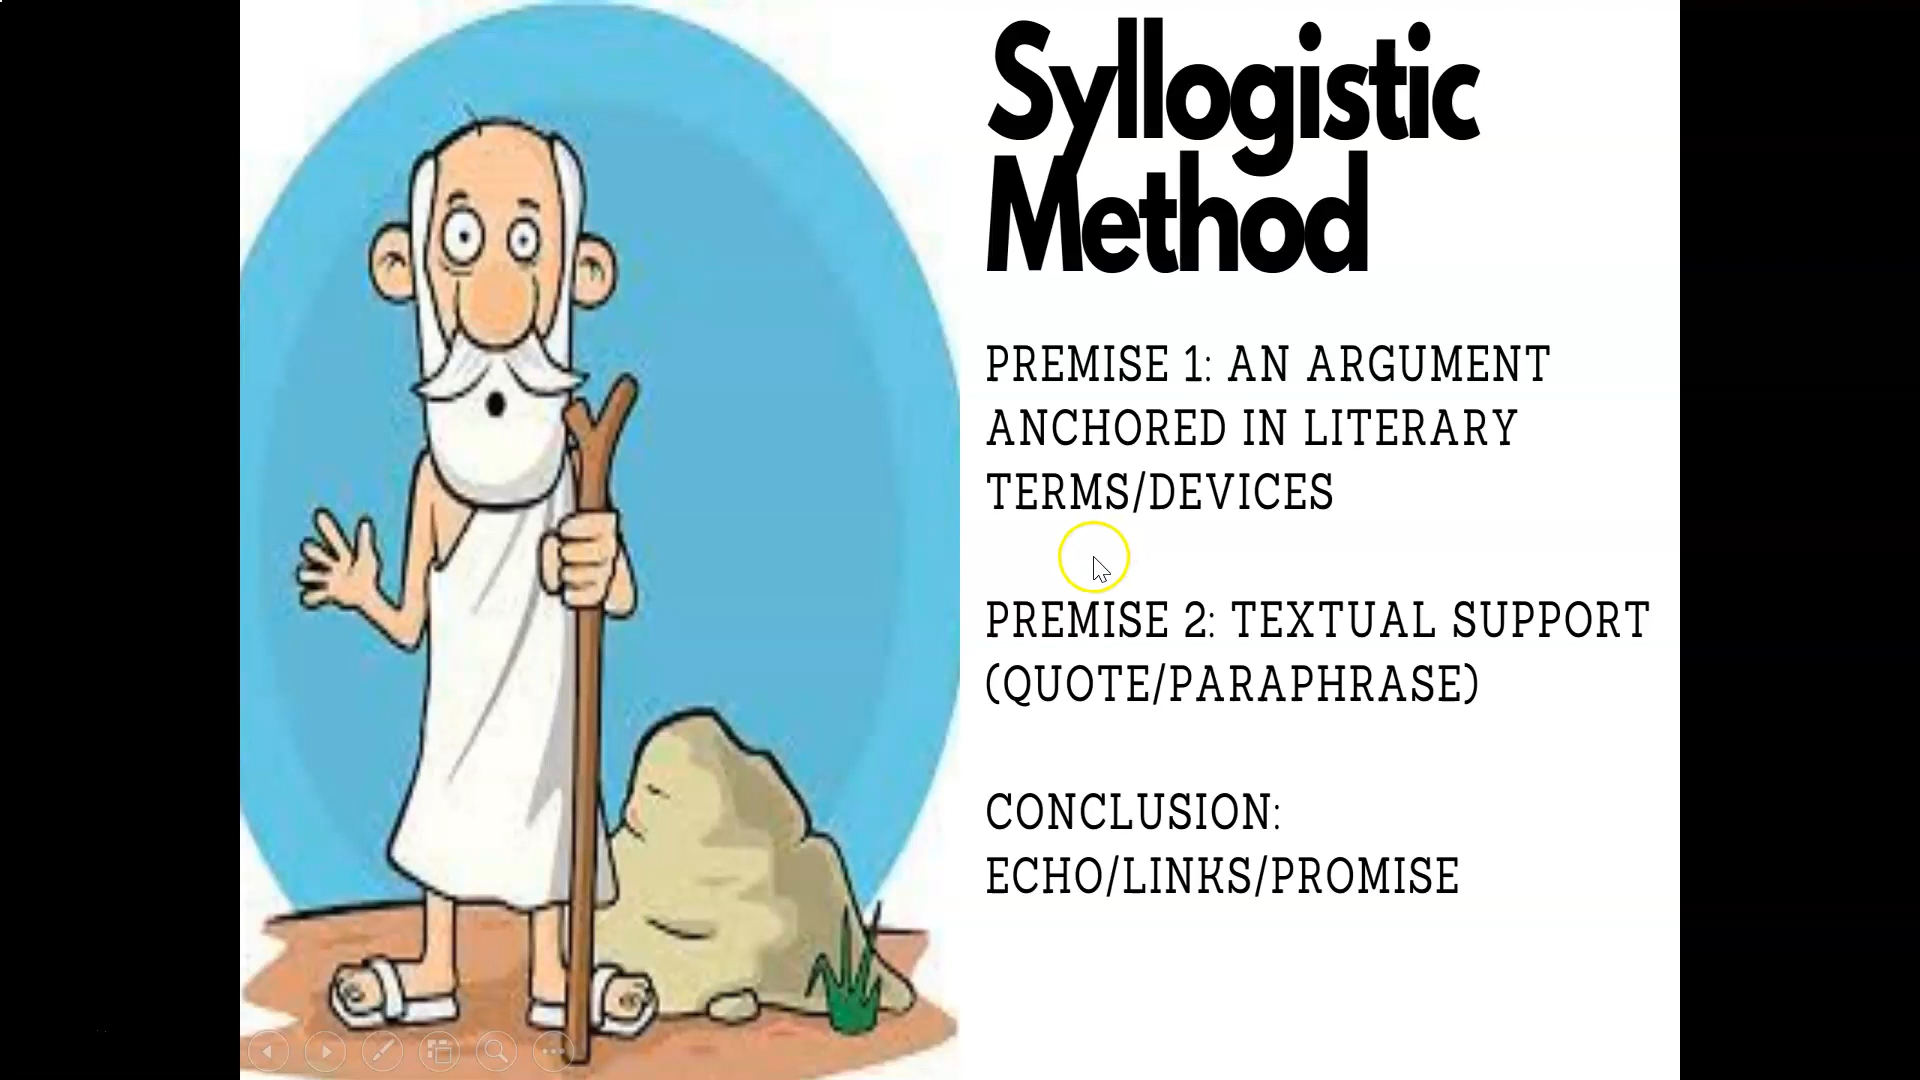 Syllogistic
Method
PREMISE 1: AN ARGUMENT
ANCHORED IN LITERARY
TERMS/DEVICES
PREMISE 2: TEXTUAL SUPPORT
(QUOTE/PARAPHRASE)
CONCLUSION:
ECHO/LINKS/PROMISE